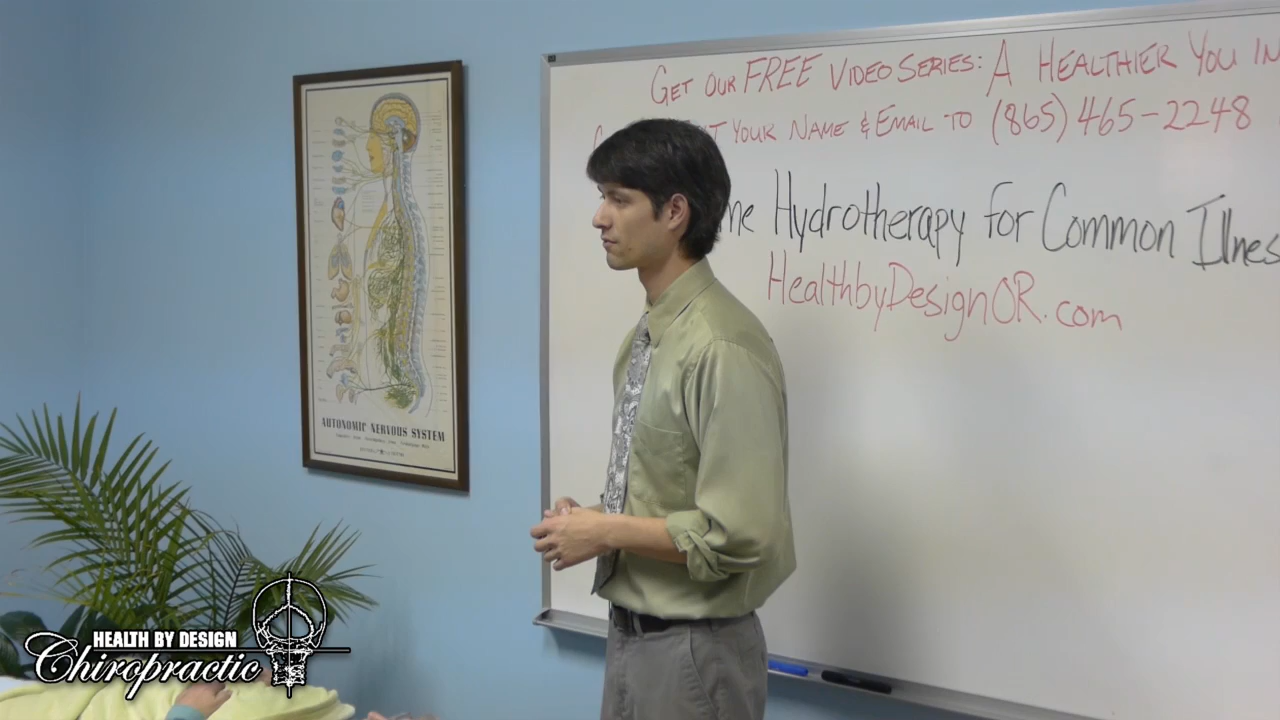 GET OUR FREE VIDEO SERIES: A HEALTHIER YOU IN
YOUR NAME & EMAIL TO (865) 465-2248
Hydrotherapy for Common
HealthbyDesignOR.com
AUTONOMIC NERVOUS SYSTEM
HEALTH BY DESIGN
Chiropractic